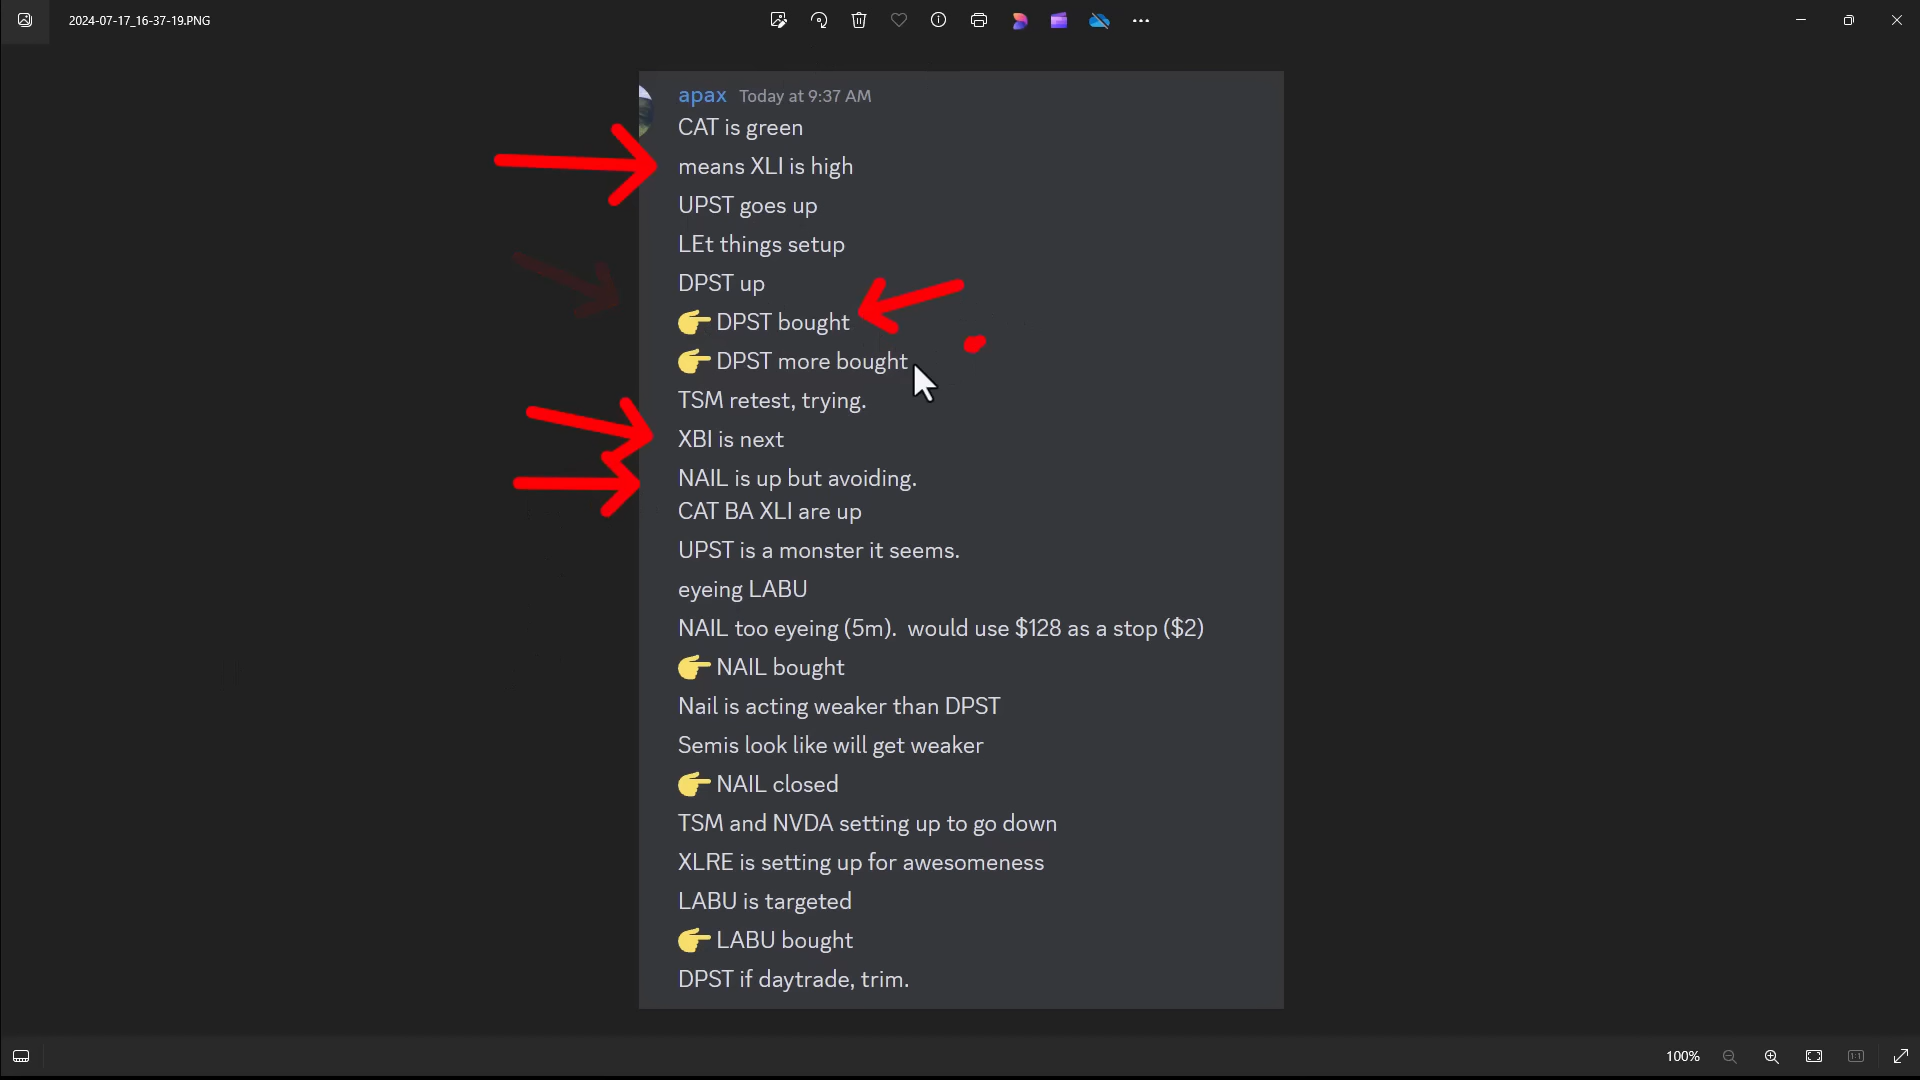 2024-07-17_16-37-19.PNG
apax Today at 9:37 AM
CAT is green
means XLI is high
UPST goes up
LEt things setup
DPST up
👉 DPST bought
👉 DPST more bought
TSM retest, trying.
XBI is next
NAIL is up but avoiding.
CAT BA XLI are up
UPST is a monster it seems.
eyeing LABU
NAIL too eyeing (5m).  would use $128 as a stop ($2)
👉 NAIL bought
Nail is acting weaker than DPST
Semis look like will get weaker
👉 NAIL closed
TSM and NVDA setting up to go down
XLRE is setting up for awesomeness
LABU is targeted
👉 LABU bought
DPST if daytrade, trim.
100%
1:1